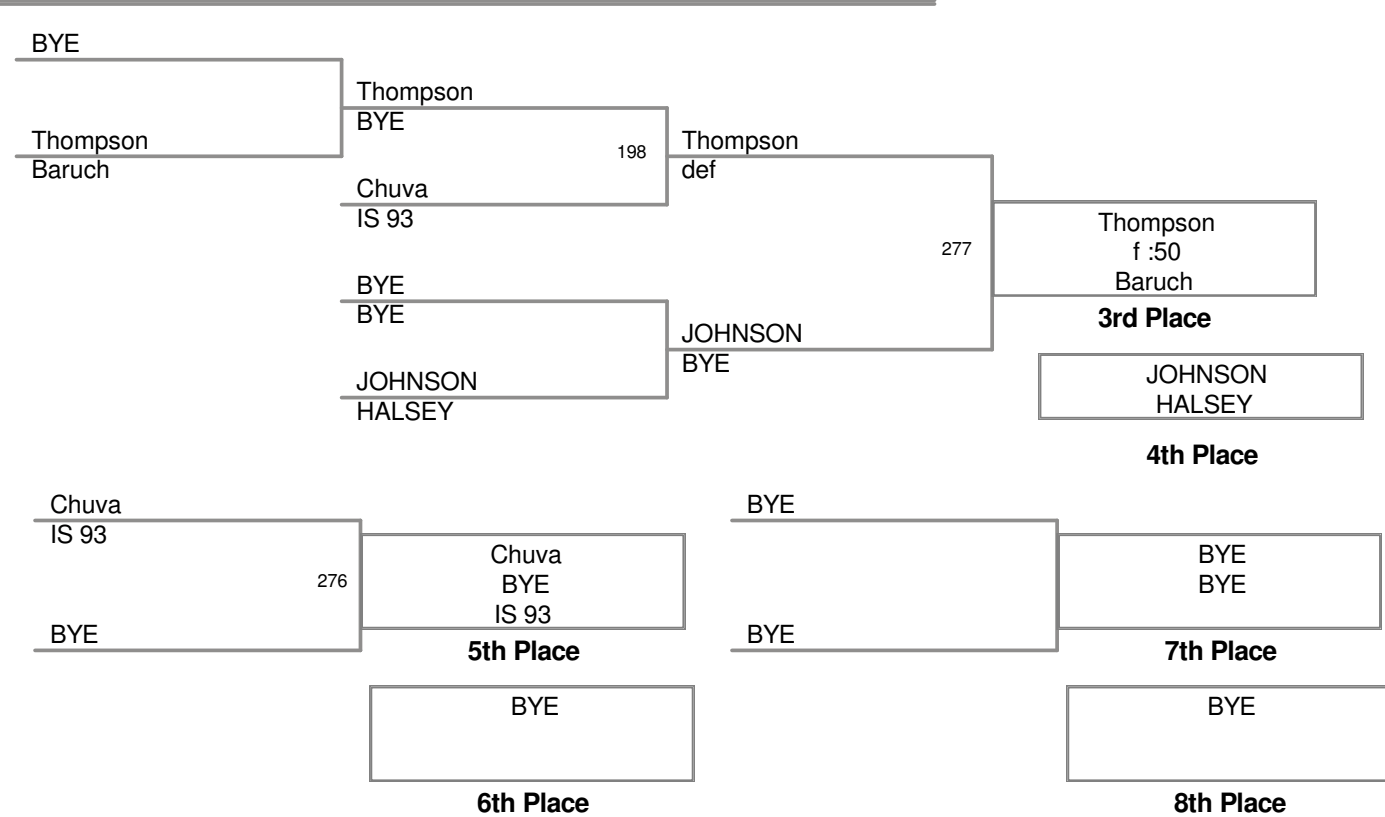 BYE
Thompson
Baruch
Thompson
BYE
Chuva
IS 93
198
BYE
BYE
JOHNSON
HALSEY
Thompson
def
JOHNSON
BYE
277
Thompson
f :50
Baruch
3rd Place
JOHNSON
HALSEY
4th Place
Chuva
IS 93
BYE
276
Chuva
BYE
IS 93
5th Place
BYE
6th Place
BYE
BYE
BYE
BYE
7th Place
BYE
8th Place